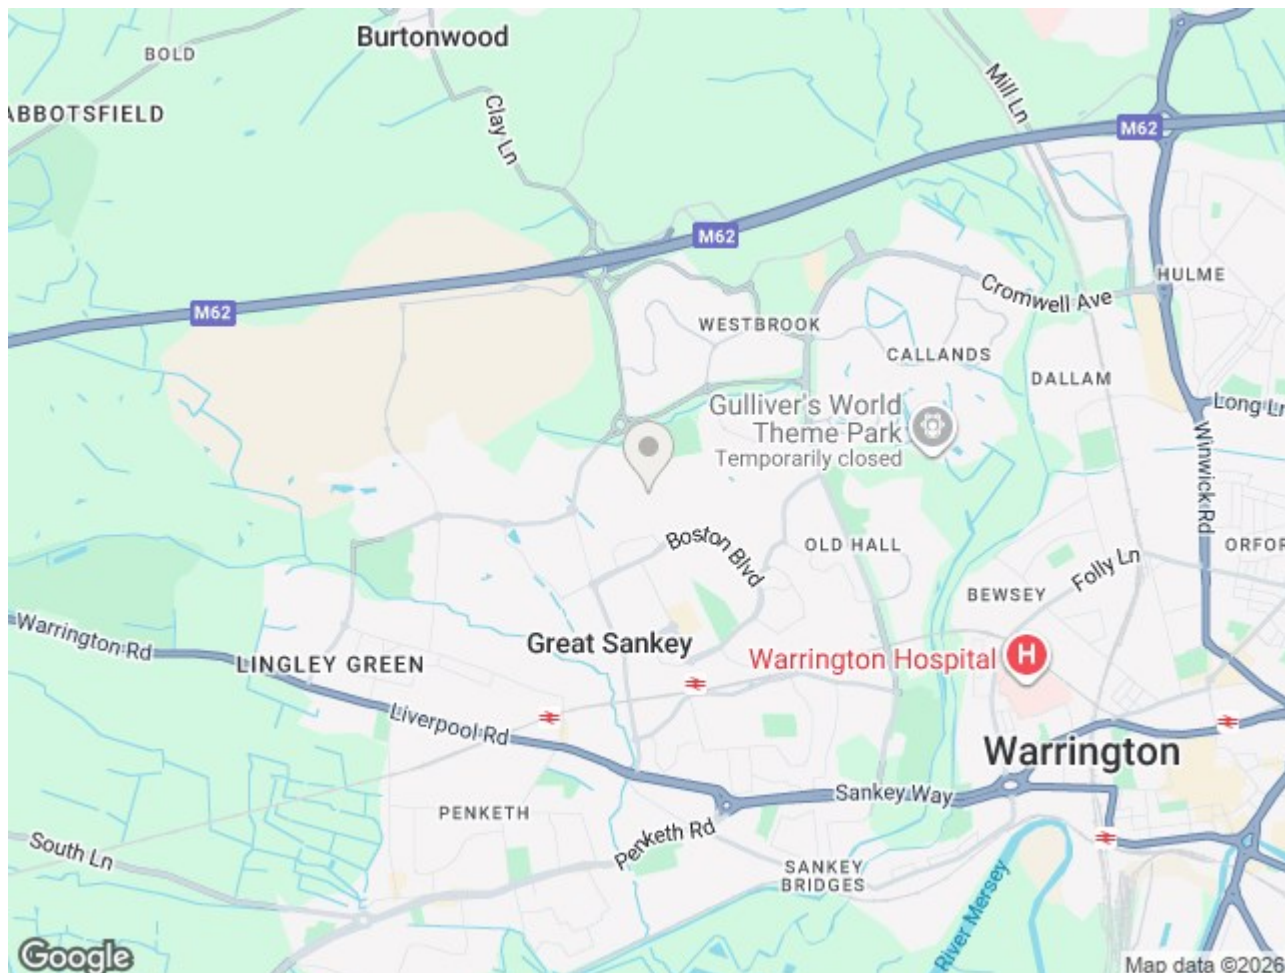 Burtonwood
BOLD
ABBOTSFIELD
Clay Ln
Mill Ln
M62
M62
M62
HULME
Cromwell Ave
WESTBROOK
CALLANDS
DALLAM
Long Ln
Gulliver's World
Theme Park
Temporarily closed
Winwick Rd
Boston Blvd
OLD HALL
ORFOR
Folly Ln
BEWSEY
Warrington Rd
Great Sankey
LINGLEY GREEN
Warrington Hospital
H
Liverpool Rd
Warrington
Sankey Way
PENKETH
Penketh Rd
South Ln
SANKEY
BRIDGES
River Mersey
Google
Map data ©2026